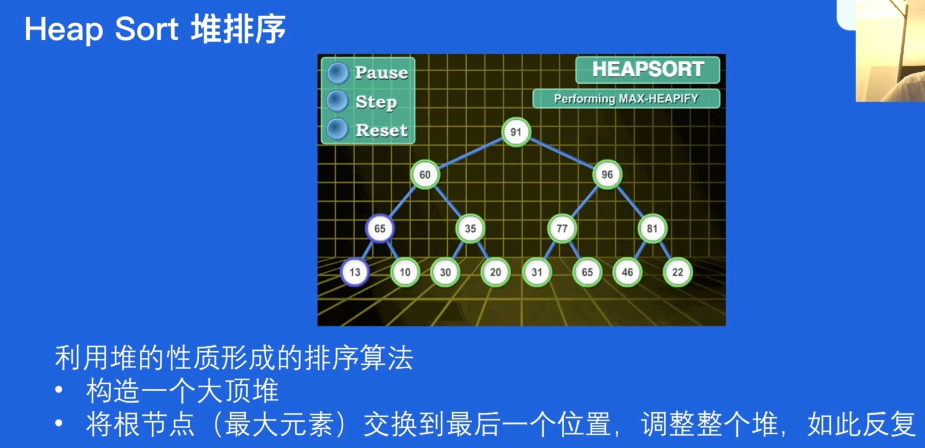 Heap Sort 堆排序
Pause
Step
Reset
HEAPSORT
Performing MAX-HEAPIFY
91
60
96
65
35
77
81
13
10
30
20
31
65
46
22
利用堆的性质形成的排序算法
• 构造一个大顶堆
• 将根节点（最大元素）交换到最后一个位置，调整整个堆，如此反复